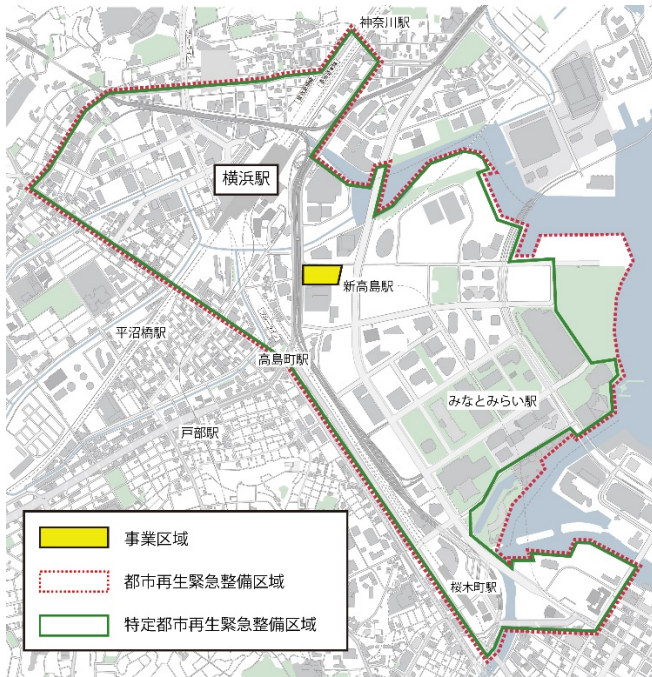 神奈川駅
横浜駅
新高島駅
平沼橋駅
高島町駅
みなとみらい駅
戸部駅
桜木町駅
事業区域
都市再生緊急整備区域
特定都市再生緊急整備区域